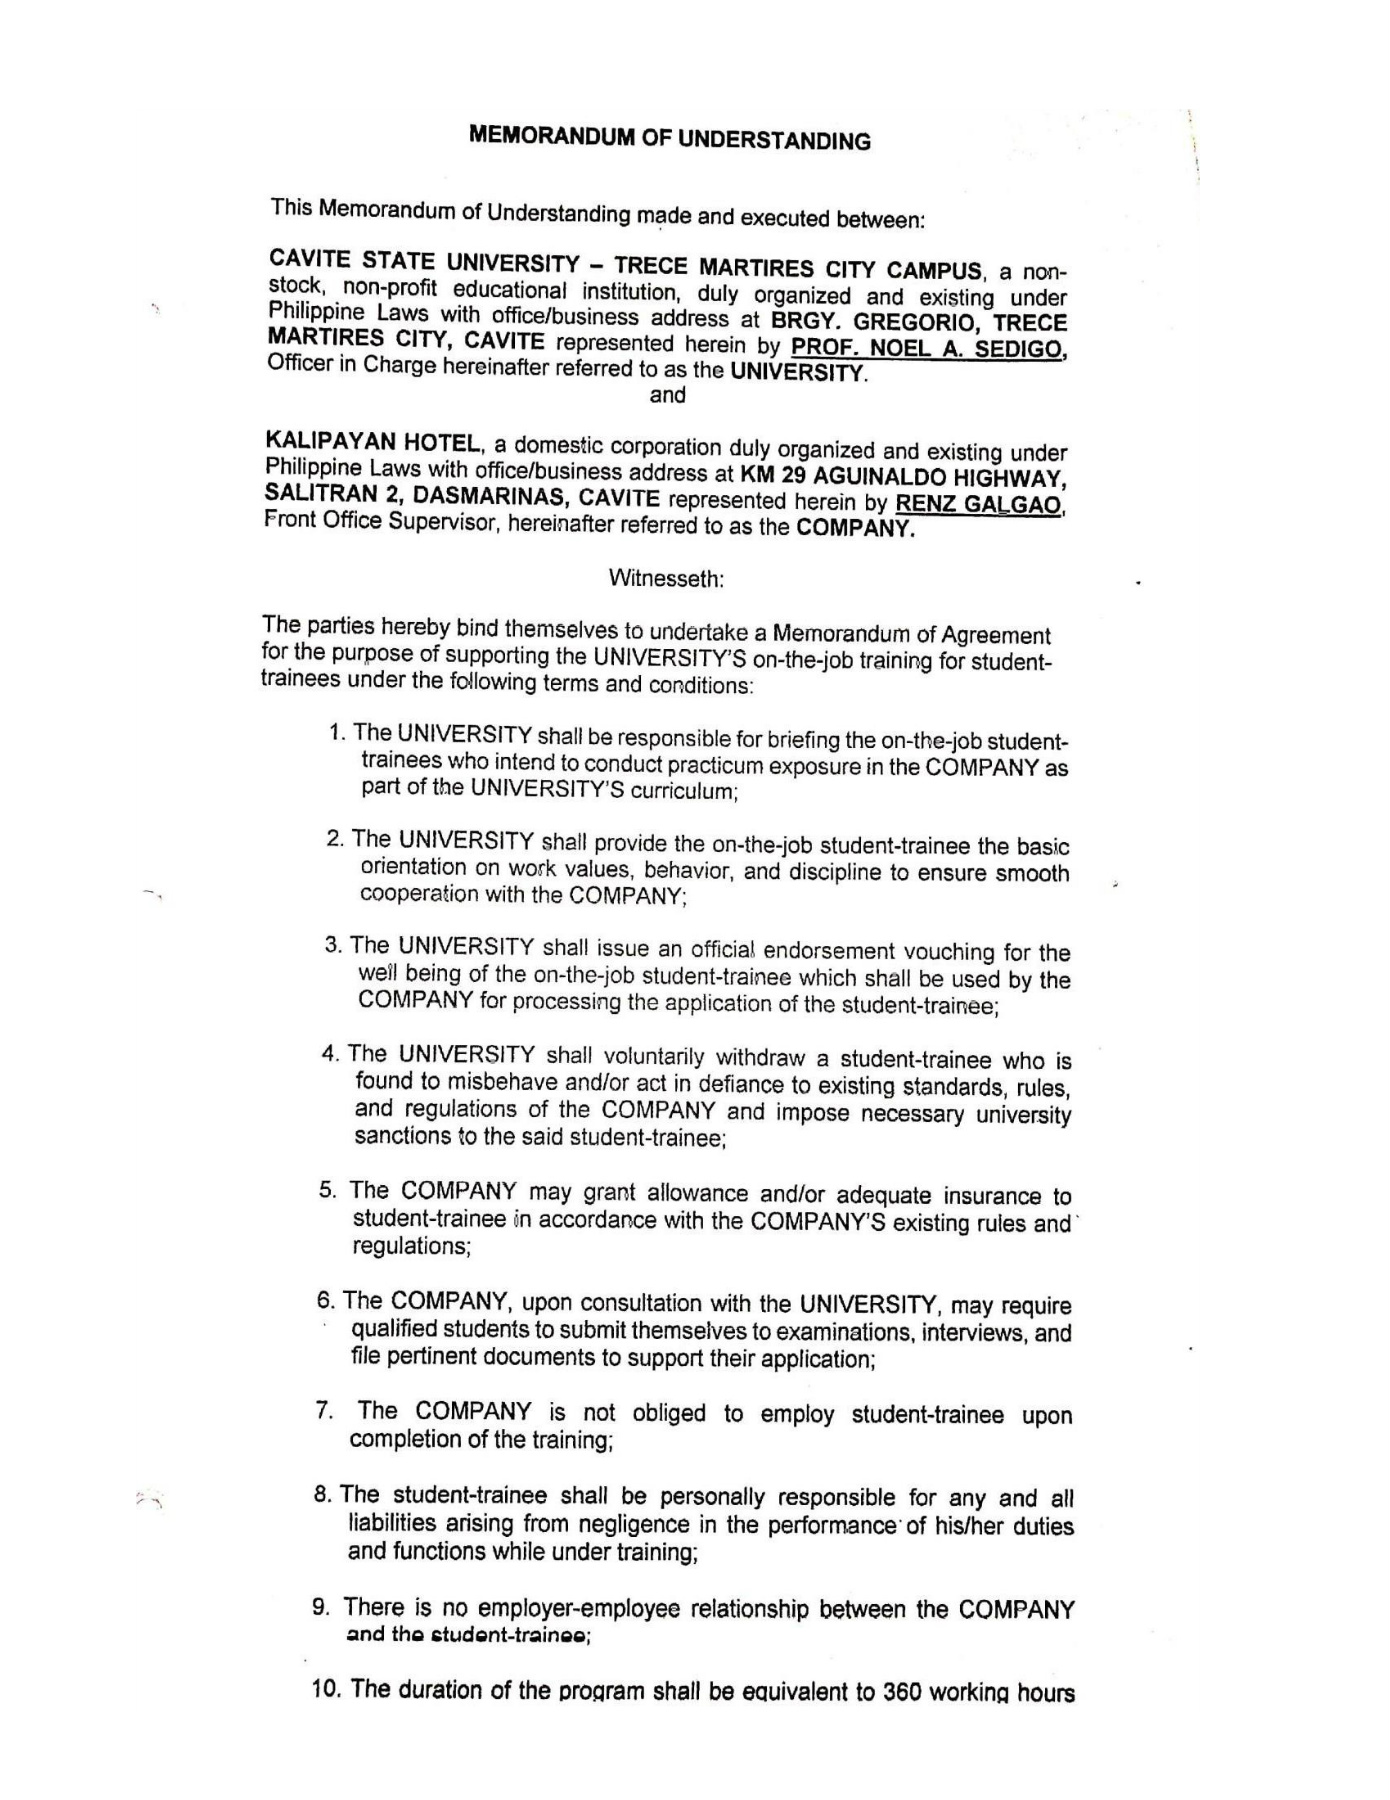 MEMORANDUM OF UNDERSTANDING
This Memorandum of Understanding made and executed between:
CAVITE STATE UNIVERSITY – TRECE MARTIRES CITY CAMPUS, a non-
stock, non-profit educational institution, duly organized and existing under
Philippine Laws with office/business address at BRGY. GREGORIO, TRECE
MARTIRES CITY, CAVITE represented herein by PROF. NOEL A. SEDIGO,
Officer in Charge hereinafter referred to as the UNIVERSITY.
and
KALIPAYAN HOTEL, a domestic corporation duly organized and existing under
Philippine Laws with office/business address at KM 29 AGUINALDO HIGHWAY,
SALITRAN 2, DASMARINAS, CAVITE represented herein by RENZ GALGAO,
Front Office Supervisor, hereinafter referred to as the COMPANY.
Witnesseth:
The parties hereby bind themselves to undertake a Memorandum of Agreement
for the purpose of supporting the UNIVERSITY'S on-the-job training for student-
trainees under the following terms and conditions:
1. The UNIVERSITY shall be responsible for briefing the on-the-job student-
trainees who intend to conduct practicum exposure in the COMPANY as
part of the UNIVERSITY'S curriculum;
2. The UNIVERSITY shall provide the on-the-job student-trainee the basic
orientation on work values, behavior, and discipline to ensure smooth
cooperation with the COMPANY;
3. The UNIVERSITY shall issue an official endorsement vouching for the
well being of the on-the-job student-trainee which shall be used by the
COMPANY for processing the application of the student-trainee;
4. The UNIVERSITY shall voluntarily withdraw a student-trainee who is
found to misbehave and/or act in defiance to existing standards, rules,
and regulations of the COMPANY and impose necessary university
sanctions to the said student-trainee;
5. The COMPANY may grant allowance and/or adequate insurance to
student-trainee in accordance with the COMPANY'S existing rules and
regulations;
6. The COMPANY, upon consultation with the UNIVERSITY, may require
qualified students to submit themselves to examinations, interviews, and
file pertinent documents to support their application;
7. The COMPANY is not obliged to employ student-trainee upon
completion of the training;
8. The student-trainee shall be personally responsible for any and all
liabilities arising from negligence in the performance of his/her duties
and functions while under training;
9. There is no employer-employee relationship between the COMPANY
and the student-trainee;
10. The duration of the program shall be equivalent to 360 working hours